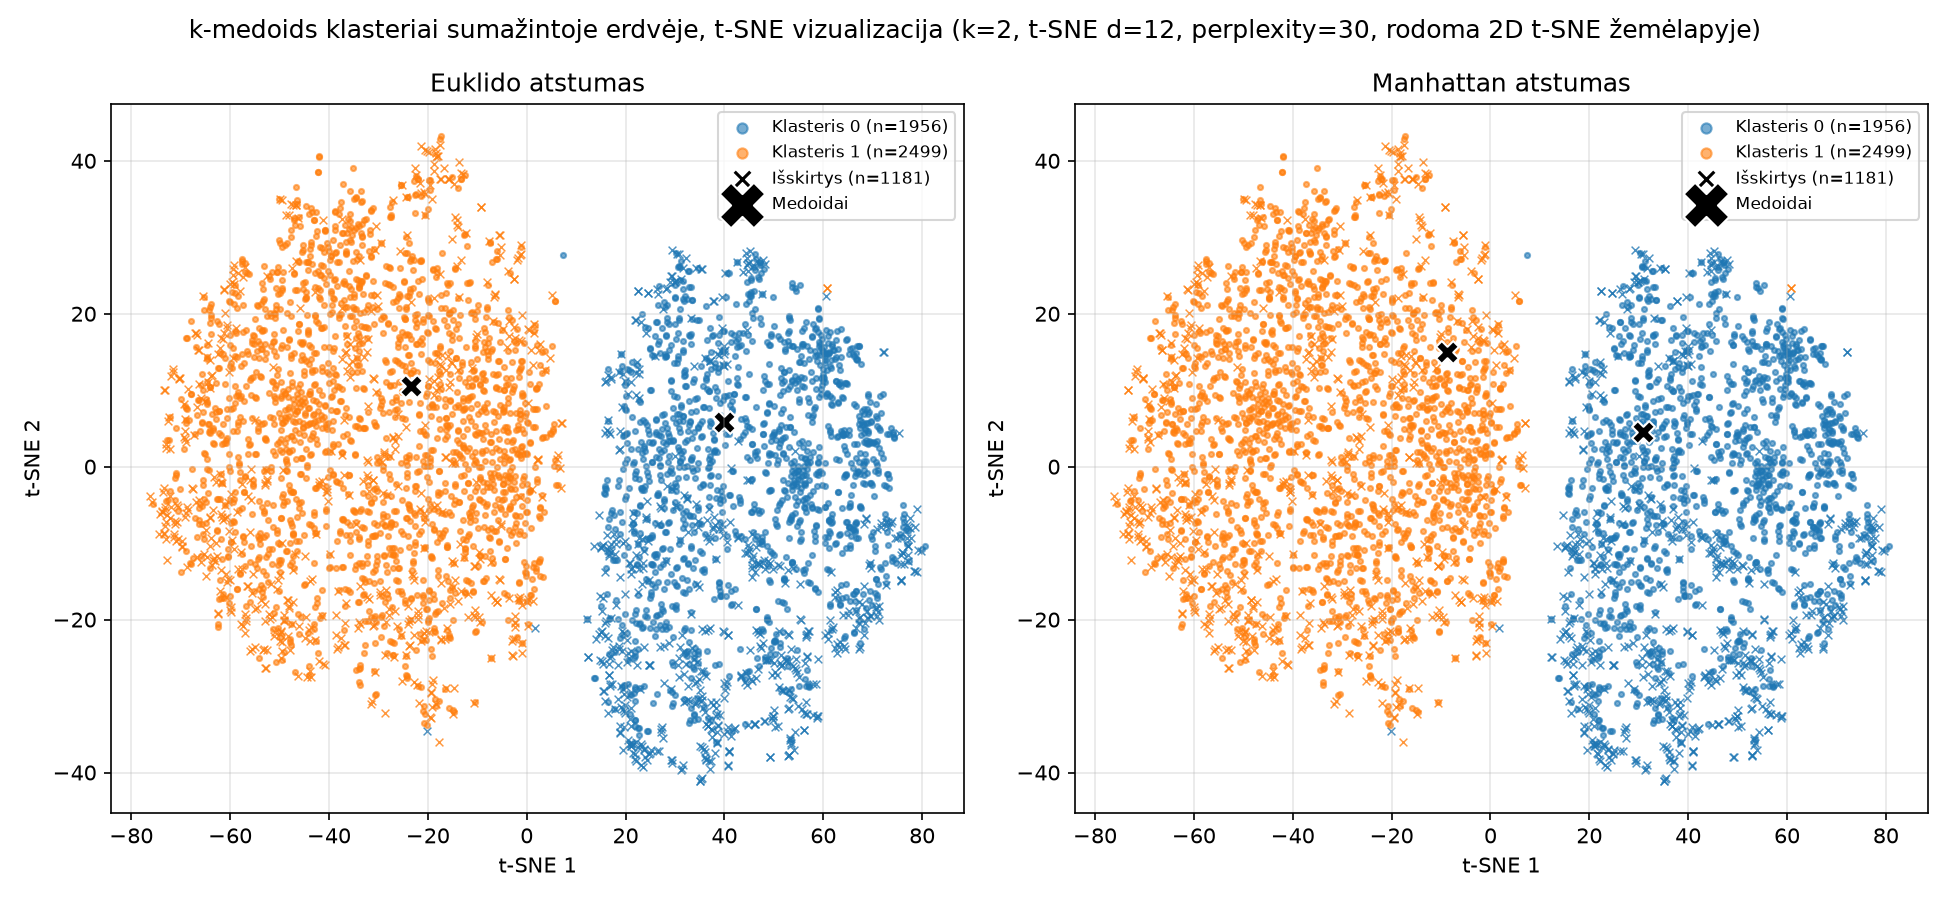 k-medoids klasteriai sumažintoje erdvėje, t-SNE vizualizacija (k=2, t-SNE d=12, perplexity=30, rodoma 2D t-SNE žemėlapyje)
Euklido atstumas
Klasteris 0 (n=1956)
Klasteris 1 (n=2499)
Išskirtys (n=1181)
Medoidai
40
20
0
−20
−40
t-SNE 2
−80 −60 −40 −20 0 20 40 60 80
t-SNE 1
Manhattan atstumas
Klasteris 0 (n=1956)
Klasteris 1 (n=2499)
Išskirtys (n=1181)
Medoidai
40
20
0
−20
−40
t-SNE 2
−80 −60 −40 −20 0 20 40 60 80
t-SNE 1